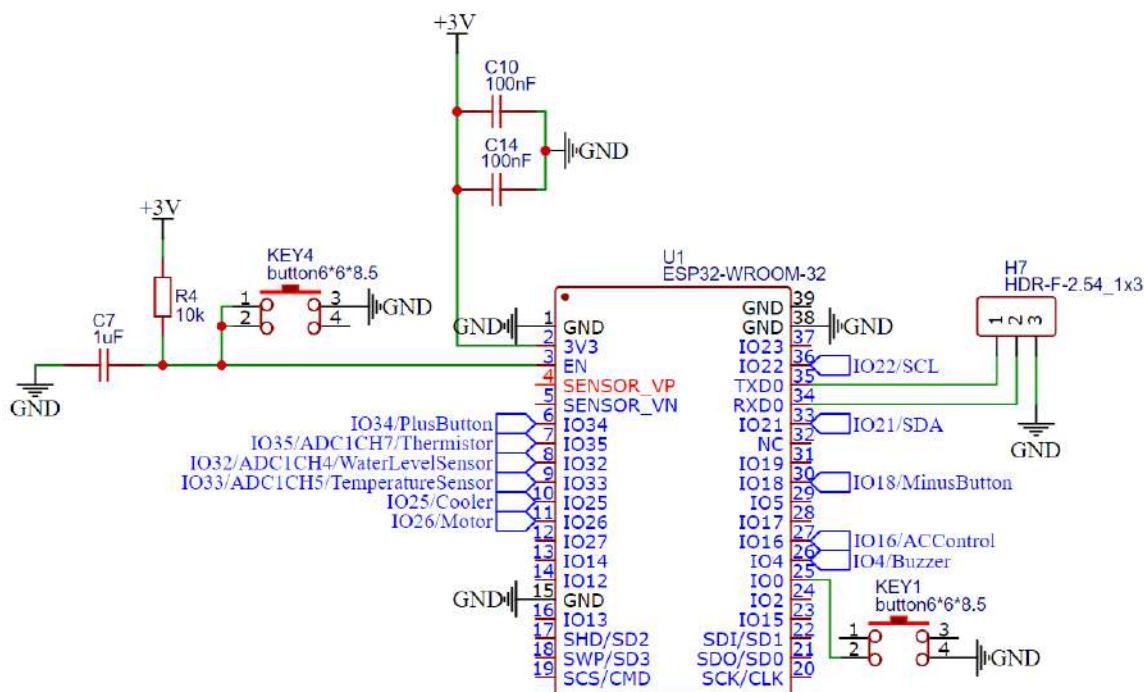 +3V
C10
100nF
C14
100nF
GND
+3V
KEY4
button6*6*8.5
R4
10k
1
2
3
4
GND
C7
1uF
GND
U1
ESP32-WROOM-32
H7
HDR-F-2.54_1x3
1 2 3
GND
GND
1 GND
2 3V3
3 EN
4 SENSOR_VP
5 SENSOR_VN
IO34/PlusButton 6 IO34
IO35/ADC1CH7/Thermistor 7 IO35
IO32/ADC1CH4/WaterLevelSensor 8 IO32
IO33/ADC1CH5/TemperatureSensor 9 IO33
IO25/Cooler 10 IO25
IO26/Motor 11 IO26
12 IO27
13 IO14
14 IO12
GND 15 GND
16 IO13
17 SHD/SD2
18 SWP/SD3
19 SCS/CMD
GND 39
GND 38 GND
IO23 37
IO22 36 IO22/SCL
TXD0 35
RXD0 34
IO21 33 IO21/SDA
NC 32
IO19 31
IO18 30 IO18/MinusButton
IO5 29
IO17 28
IO16 27 IO16/ACControl
IO4 26 IO4/Buzzer
IO0 25
IO2 24
IO15 23
SDI/SD1 22
SDO/SD0 21
SCK/CLK 20
KEY1
button6*6*8.5
1
2
3
4
GND